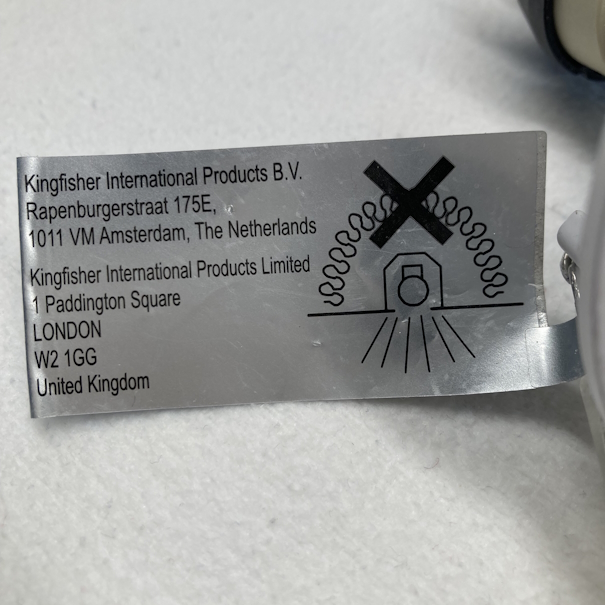 Kingfisher International Products B.V.
Rapenburgerstraat 175E,
1011 VM Amsterdam, The Netherlands
Kingfisher International Products Limited
1 Paddington Square
LONDON
W2 1GG
United Kingdom